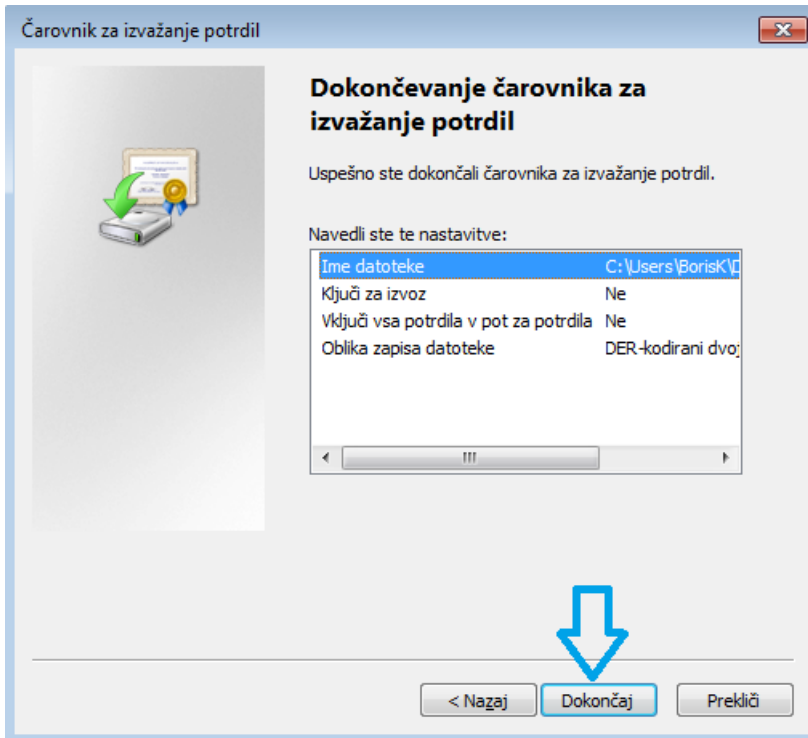 Čarovnik za izvažanje potrdil
Dokončevanje čarovnika za
izvažanje potrdil
Uspešno ste dokončali čarovnika za izvažanje potrdil.
Navedli ste te nastavitve:
Ime datoteke C:\Users\BorisK\D
Ključi za izvoz Ne
Vključi vsa potrdila v pot za potrdila Ne
Oblika zapisa datoteke DER-kodirani dvoj
< Nazaj Dokončaj Prekliči